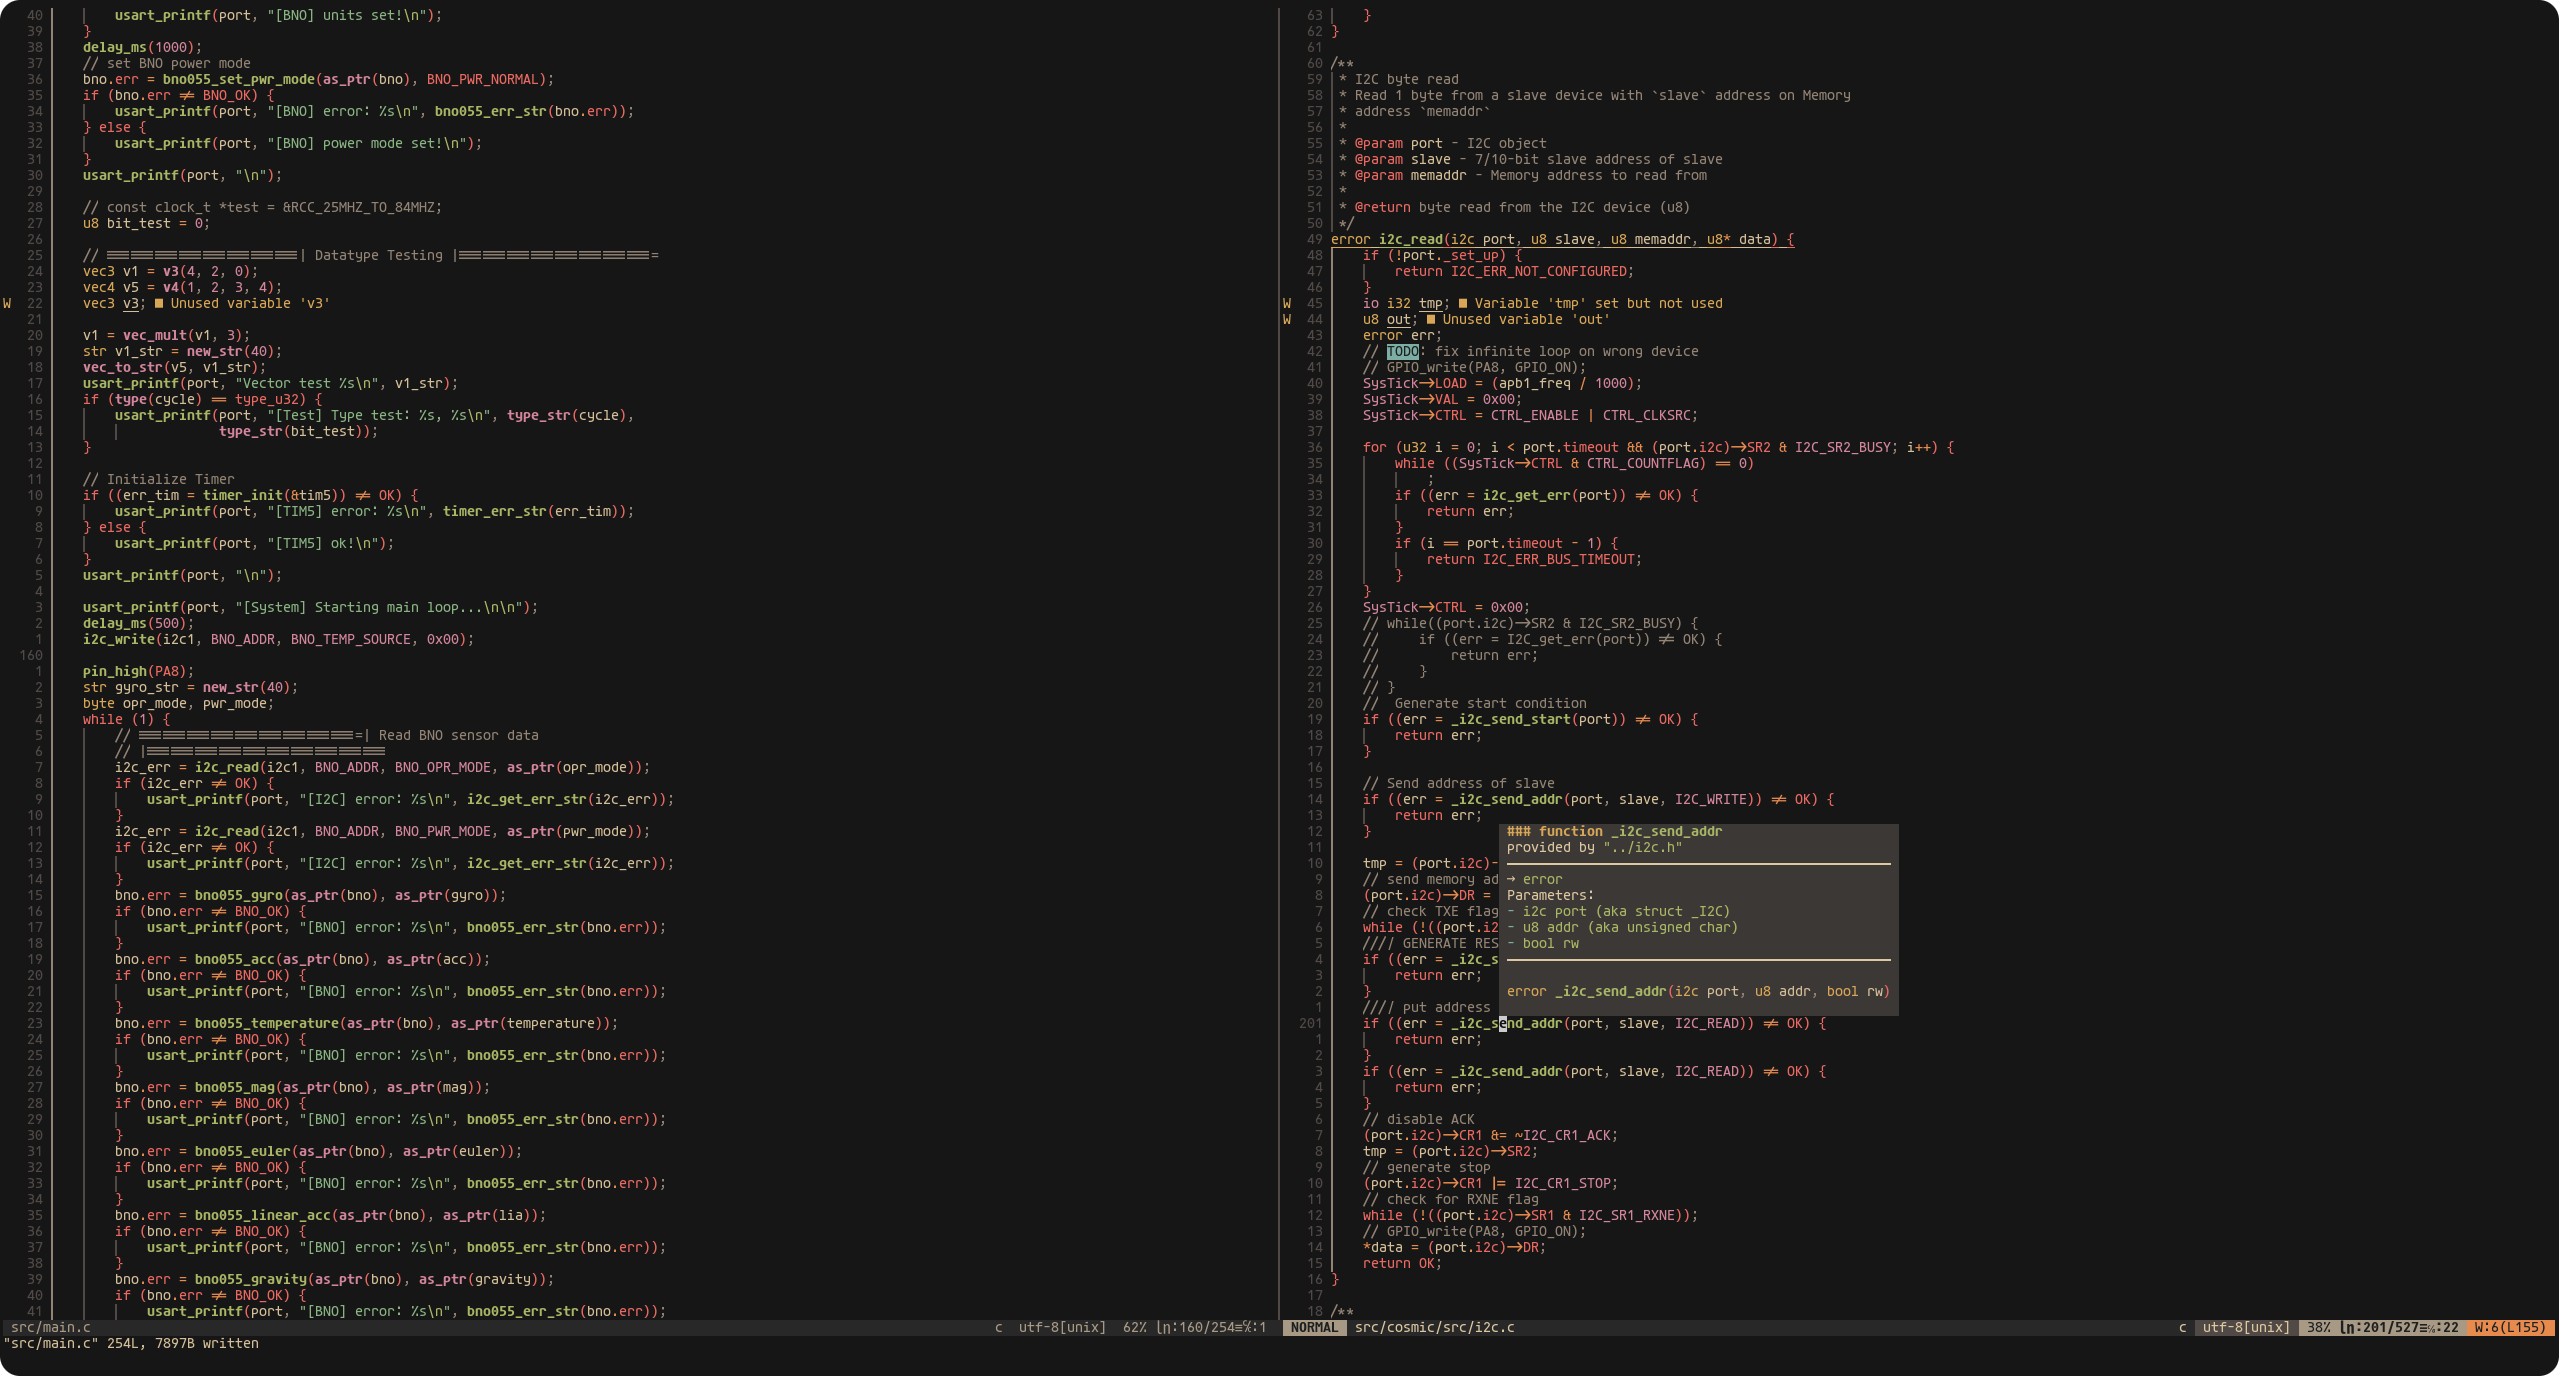 40 usart_printf(port, "[BNO] units set!\n");
39 }
38 delay_ms(1000);
37 // set BNO power mode
36 bno.err = bno055_set_pwr_mode(as_ptr(bno), BNO_PWR_NORMAL);
35 if (bno.err ≠ BNO_OK) {
34 usart_printf(port, "[BNO] error: %s\n", bno055_err_str(bno.err));
33 } else {
32 usart_printf(port, "[BNO] power mode set!\n");
31 }
30 usart_printf(port, "\n");
29
28 // const clock_t *test = &RCC_25MHZ_TO_84MHZ;
27 u8 bit_test = 0;
26
25 // ≡≡≡≡≡≡≡≡| Datatype Testing |≡≡≡≡≡≡≡≡=
24 vec3 v1 = v3(4, 2, 0);
23 vec4 v5 = v4(1, 2, 3, 4);
W 22 vec3 v3; ■ Unused variable 'v3'
21
20 v1 = vec_mult(v1, 3);
19 str v1_str = new_str(40);
18 vec_to_str(v5, v1_str);
17 usart_printf(port, "Vector test %s\n", v1_str);
16 if (type(cycle) == type_u32) {
15 usart_printf(port, "[Test] Type test: %s, %s\n", type_str(cycle),
14 type_str(bit_test));
13 }
12
11 // Initialize Timer
10 if ((err_tim = timer_init(&tim5)) ≠ OK) {
9 usart_printf(port, "[TIM5] error: %s\n", timer_err_str(err_tim));
8 } else {
7 usart_printf(port, "[TIM5] ok!\n");
6 }
5 usart_printf(port, "\n");
4
3 usart_printf(port, "[System] Starting main loop...\n\n");
2 delay_ms(500);
1 i2c_write(i2c1, BNO_ADDR, BNO_TEMP_SOURCE, 0x00);
160
1 pin_high(PA8);
2 str gyro_str = new_str(40);
3 byte opr_mode, pwr_mode;
4 while (1) {
5 // ≡≡≡≡≡≡≡≡≡=| Read BNO sensor data
6 // |≡≡≡≡≡≡≡≡≡≡
7 i2c_err = i2c_read(i2c1, BNO_ADDR, BNO_OPR_MODE, as_ptr(opr_mode));
8 if (i2c_err ≠ OK) {
9 usart_printf(port, "[I2C] error: %s\n", i2c_get_err_str(i2c_err));
10 }
11 i2c_err = i2c_read(i2c1, BNO_ADDR, BNO_PWR_MODE, as_ptr(pwr_mode));
12 if (i2c_err ≠ OK) {
13 usart_printf(port, "[I2C] error: %s\n", i2c_get_err_str(i2c_err));
14 }
15 bno.err = bno055_gyro(as_ptr(bno), as_ptr(gyro));
16 if (bno.err ≠ BNO_OK) {
17 usart_printf(port, "[BNO] error: %s\n", bno055_err_str(bno.err));
18 }
19 bno.err = bno055_acc(as_ptr(bno), as_ptr(acc));
20 if (bno.err ≠ BNO_OK) {
21 usart_printf(port, "[BNO] error: %s\n", bno055_err_str(bno.err));
22 }
23 bno.err = bno055_temperature(as_ptr(bno), as_ptr(temperature));
24 if (bno.err ≠ BNO_OK) {
25 usart_printf(port, "[BNO] error: %s\n", bno055_err_str(bno.err));
26 }
27 bno.err = bno055_mag(as_ptr(bno), as_ptr(mag));
28 if (bno.err ≠ BNO_OK) {
29 usart_printf(port, "[BNO] error: %s\n", bno055_err_str(bno.err));
30 }
31 bno.err = bno055_euler(as_ptr(bno), as_ptr(euler));
32 if (bno.err ≠ BNO_OK) {
33 usart_printf(port, "[BNO] error: %s\n", bno055_err_str(bno.err));
34 }
35 bno.err = bno055_linear_acc(as_ptr(bno), as_ptr(lia));
36 if (bno.err ≠ BNO_OK) {
37 usart_printf(port, "[BNO] error: %s\n", bno055_err_str(bno.err));
38 }
39 bno.err = bno055_gravity(as_ptr(bno), as_ptr(gravity));
40 if (bno.err ≠ BNO_OK) {
41 usart_printf(port, "[BNO] error: %s\n", bno055_err_str(bno.err));
src/main.c c utf-8[unix] 62% ln:160/254≡℅:1
"src/main.c" 254L, 7897B written
63 }
62 }
61
60 /**
59 * I2C byte read
58 * Read 1 byte from a slave device with `slave` address on Memory
57 * address `memaddr`
56 *
55 * @param port - I2C object
54 * @param slave - 7/10-bit slave address of slave
53 * @param memaddr - Memory address to read from
52 *
51 * @return byte read from the I2C device (u8)
50 */
49 error i2c_read(i2c port, u8 slave, u8 memaddr, u8* data) {
48 if (!port._set_up) {
47 return I2C_ERR_NOT_CONFIGURED;
46 }
W 45 io i32 tmp; ■ Variable 'tmp' set but not used
W 44 u8 out; ■ Unused variable 'out'
43 error err;
42 // TODO: fix infinite loop on wrong device
41 // GPIO_write(PA8, GPIO_ON);
40 SysTick→LOAD = (apb1_freq / 1000);
39 SysTick→VAL = 0x00;
38 SysTick→CTRL = CTRL_ENABLE | CTRL_CLKSRC;
37
36 for (u32 i = 0; i < port.timeout && (port.i2c)→SR2 & I2C_SR2_BUSY; i++) {
35 while ((SysTick→CTRL & CTRL_COUNTFLAG) == 0)
34 ;
33 if ((err = i2c_get_err(port)) ≠ OK) {
32 return err;
31 }
30 if (i == port.timeout - 1) {
29 return I2C_ERR_BUS_TIMEOUT;
28 }
27 }
26 SysTick→CTRL = 0x00;
25 // while((port.i2c)→SR2 & I2C_SR2_BUSY) {
24 // if ((err = I2C_get_err(port)) ≠ OK) {
23 // return err;
22 // }
21 // }
20 // Generate start condition
19 if ((err = _i2c_send_start(port)) ≠ OK) {
18 return err;
17 }
16
15 // Send address of slave
14 if ((err = _i2c_send_addr(port, slave, I2C_WRITE)) ≠ OK) {
13 return err;
12 }
11
10 tmp = (port.i2c)-
9 // send memory ad
8 (port.i2c)→DR =
7 // check TXE flag
6 while (!((port.i2
5 //// GENERATE RES
4 if ((err = _i2c_s
3 return err;
2 }
1 //// put address
### function _i2c_send_addr
provided by "../i2c.h"
→ error
Parameters:
- i2c port (aka struct _I2C)
- u8 addr (aka unsigned char)
- bool rw
error _i2c_send_addr(i2c port, u8 addr, bool rw)
201 if ((err = _i2c_send_addr(port, slave, I2C_READ)) ≠ OK) {
1 return err;
2 }
3 if ((err = _i2c_send_addr(port, slave, I2C_READ)) ≠ OK) {
4 return err;
5 }
6 // disable ACK
7 (port.i2c)→CR1 &= ~I2C_CR1_ACK;
8 tmp = (port.i2c)→SR2;
9 // generate stop
10 (port.i2c)→CR1 |= I2C_CR1_STOP;
11 // check for RXNE flag
12 while (!((port.i2c)→SR1 & I2C_SR1_RXNE));
13 // GPIO_write(PA8, GPIO_ON);
14 *data = (port.i2c)→DR;
15 return OK;
16 }
17
18 /**
NORMAL src/cosmic/src/i2c.c c utf-8[unix] 38% ln:201/527≡℅:22 W:6(L155)